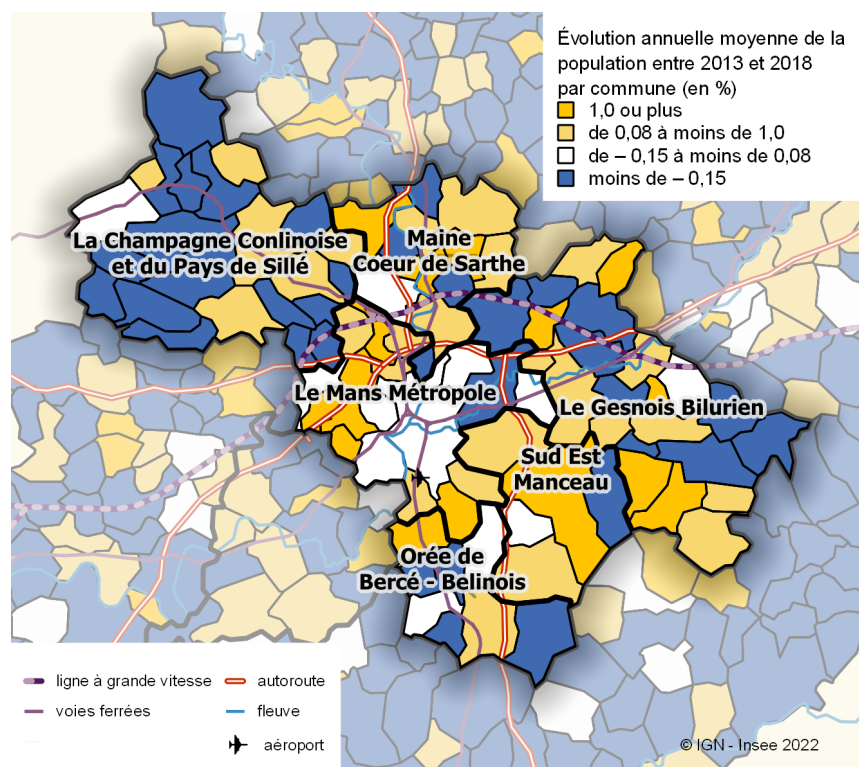 Évolution annuelle moyenne de la
population entre 2013 et 2018
par commune (en %)
1,0 ou plus
de 0,08 à moins de 1,0
de – 0,15 à moins de 0,08
moins de – 0,15
La Champagne Conlinoise
et du Pays de Sillé
Maine
Coeur de Sarthe
Le Mans Métropole
Le Gesnois Bilurien
Sud Est
Manceau
Orée de
Bercé - Belinois
ligne à grande vitesse
autoroute
voies ferrées
fleuve
aéroport
© IGN - Insee 2022